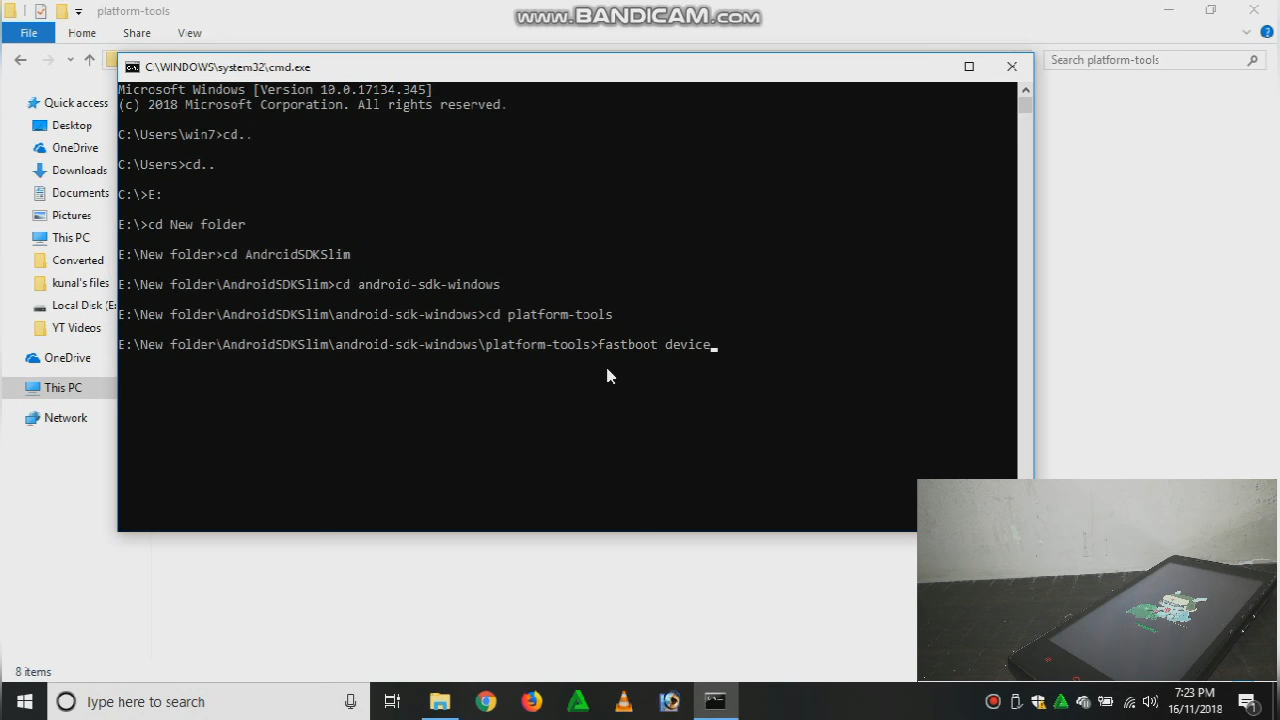 platform-tools
www.BANDICAM.com
File
Home
Share
View
Search platform-tools
C:\WINDOWS\system32\cmd.exe
Microsoft Windows [Version 10.0.17134.345]
(c) 2018 Microsoft Corporation. All rights reserved.
C:\Users\win7>cd..
C:\Users>cd..
C:\>E:
E:\>cd New folder
E:\New folder>cd AndroidSDKSlim
E:\New folder\AndroidSDKSlim>cd android-sdk-windows
E:\New folder\AndroidSDKSlim\android-sdk-windows>cd platform-tools
E:\New folder\AndroidSDKSlim\android-sdk-windows\platform-tools>fastboot device
Quick access
Desktop
OneDrive
Downloads
Documents
Pictures
This PC
Converted
kunal's files
Local Disk (E:)
YT Videos
OneDrive
This PC
Network
8 items
Type here to search
7:23 PM
16/11/2018
1